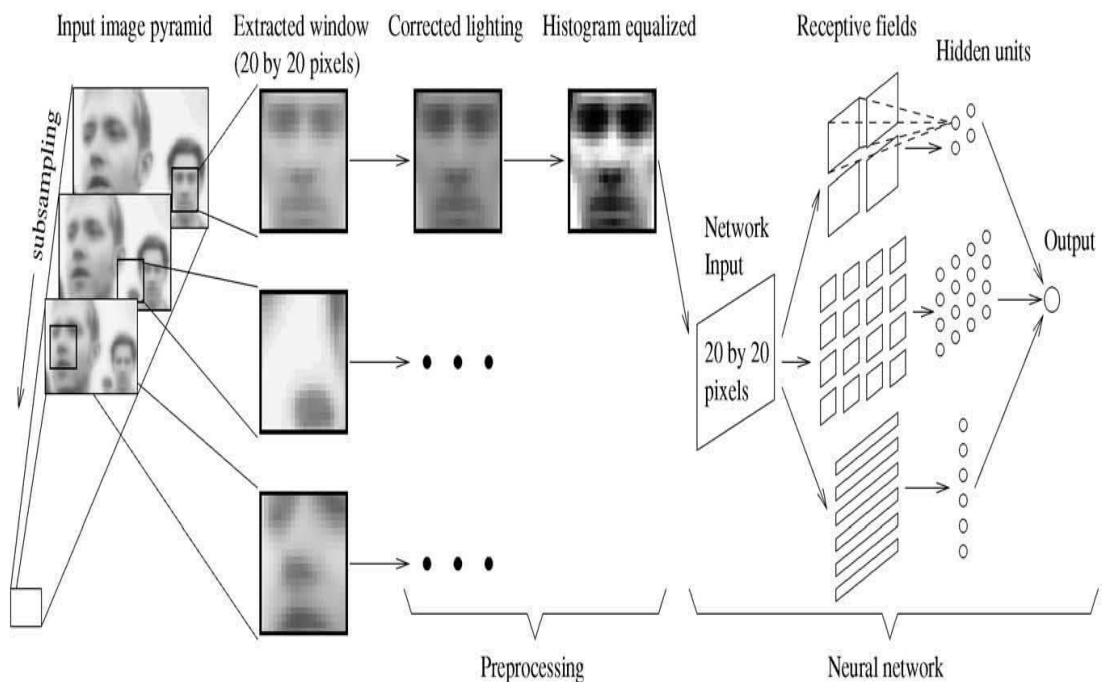 Input image pyramid
Extracted window
(20 by 20 pixels)
Corrected lighting
Histogram equalized
Receptive fields
Hidden units
subsampling
Network
Input
20 by 20
pixels
Output
Preprocessing
Neural network